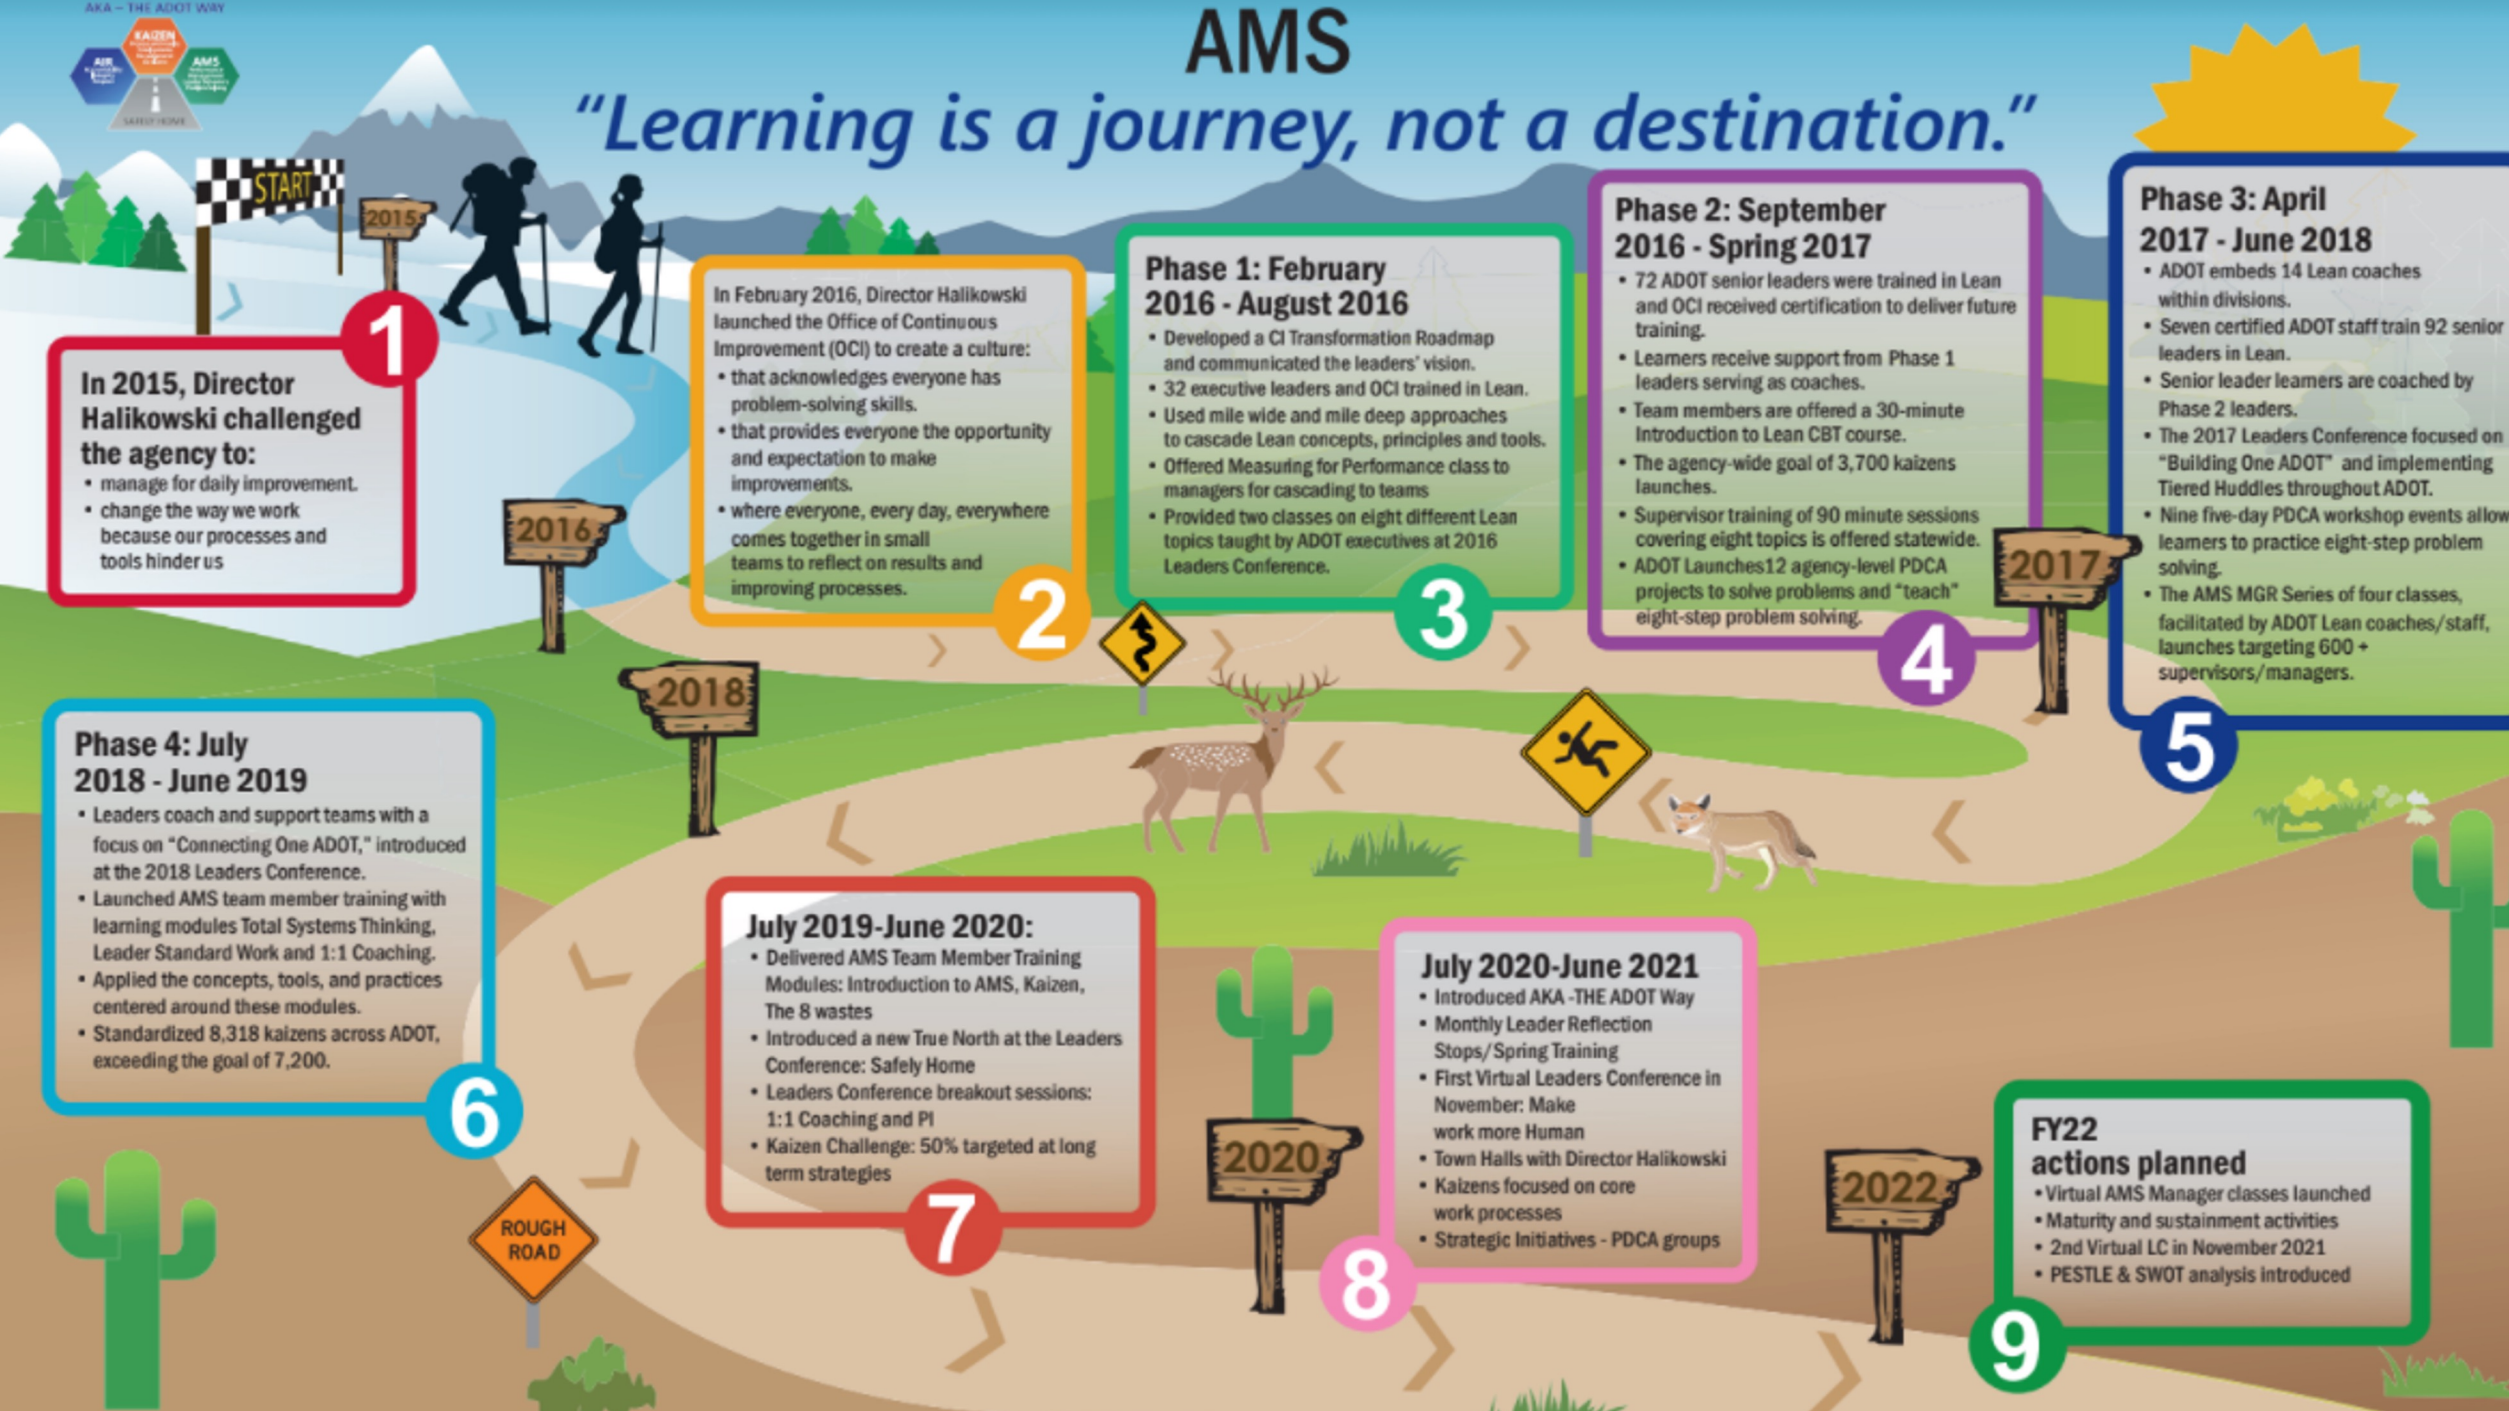 AKA – THE ADOT WAY
KAIZEN
AIR
AMS
SAFELY HOME
AMS
“Learning is a journey, not a destination.”
START
2015
1
In 2015, Director
Halikowski challenged
the agency to:
• manage for daily improvement.
• change the way we work
because our processes and
tools hinder us
2016
In February 2016, Director Halikowski
launched the Office of Continuous
Improvement (OCI) to create a culture:
• that acknowledges everyone has
problem-solving skills.
• that provides everyone the opportunity
and expectation to make
improvements.
• where everyone, every day, everywhere
comes together in small
teams to reflect on results and
improving processes.
2
Phase 1: February
2016 - August 2016
• Developed a CI Transformation Roadmap
and communicated the leaders’ vision.
• 32 executive leaders and OCI trained in Lean.
• Used mile wide and mile deep approaches
to cascade Lean concepts, principles and tools.
• Offered Measuring for Performance class to
managers for cascading to teams
• Provided two classes on eight different Lean
topics taught by ADOT executives at 2016
Leaders Conference.
3
Phase 2: September
2016 - Spring 2017
• 72 ADOT senior leaders were trained in Lean
and OCI received certification to deliver future
training.
• Learners receive support from Phase 1
leaders serving as coaches.
• Team members are offered a 30-minute
Introduction to Lean CBT course.
• The agency-wide goal of 3,700 kaizens
launches.
• Supervisor training of 90 minute sessions
covering eight topics is offered statewide.
• ADOT Launches12 agency-level PDCA
projects to solve problems and “teach”
eight-step problem solving.
4
2017
Phase 3: April
2017 - June 2018
• ADOT embeds 14 Lean coaches
within divisions.
• Seven certified ADOT staff train 92 senior
leaders in Lean.
• Senior leader learners are coached by
Phase 2 leaders.
• The 2017 Leaders Conference focused on
“Building One ADOT” and implementing
Tiered Huddles throughout ADOT.
• Nine five-day PDCA workshop events allow
learners to practice eight-step problem
solving.
• The AMS MGR Series of four classes,
facilitated by ADOT Lean coaches/staff,
launches targeting 600 +
supervisors/managers.
5
2018
Phase 4: July
2018 - June 2019
• Leaders coach and support teams with a
focus on “Connecting One ADOT,” introduced
at the 2018 Leaders Conference.
• Launched AMS team member training with
learning modules Total Systems Thinking,
Leader Standard Work and 1:1 Coaching.
• Applied the concepts, tools, and practices
centered around these modules.
• Standardized 8,318 kaizens across ADOT,
exceeding the goal of 7,200.
6
ROUGH
ROAD
July 2019-June 2020:
• Delivered AMS Team Member Training
Modules: Introduction to AMS, Kaizen,
The 8 wastes
• Introduced a new True North at the Leaders
Conference: Safely Home
• Leaders Conference breakout sessions:
1:1 Coaching and PI
• Kaizen Challenge: 50% targeted at long
term strategies
7
2020
July 2020-June 2021
• Introduced AKA -THE ADOT Way
• Monthly Leader Reflection
Stops/Spring Training
• First Virtual Leaders Conference in
November: Make
work more Human
• Town Halls with Director Halikowski
• Kaizens focused on core
work processes
• Strategic Initiatives - PDCA groups
8
2022
FY22
actions planned
• Virtual AMS Manager classes launched
• Maturity and sustainment activities
• 2nd Virtual LC in November 2021
• PESTLE & SWOT analysis introduced
9